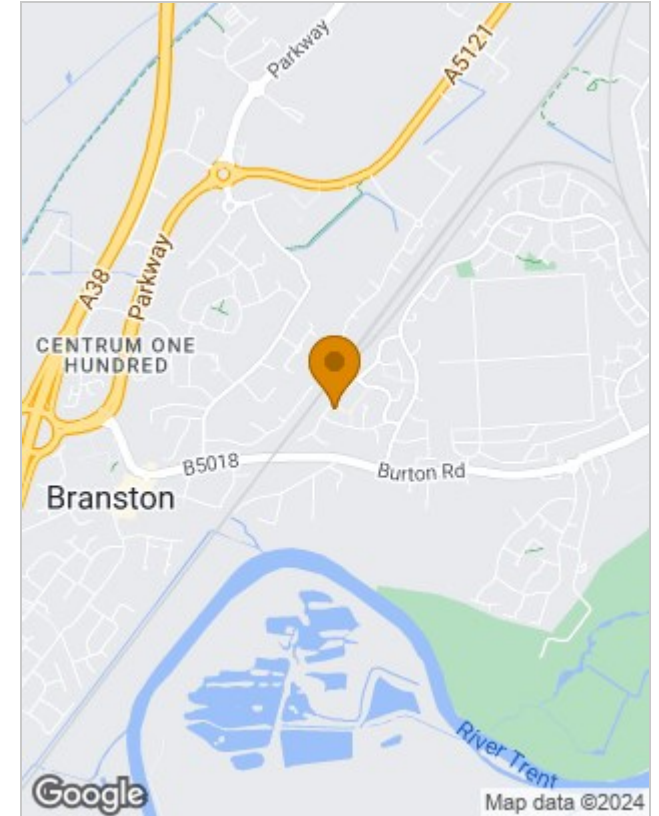 Parkway
A5121
A38
Parkway
CENTRUM ONE
HUNDRED
B5018
Burton Rd
Branston
River Trent
Google
Map data ©2024